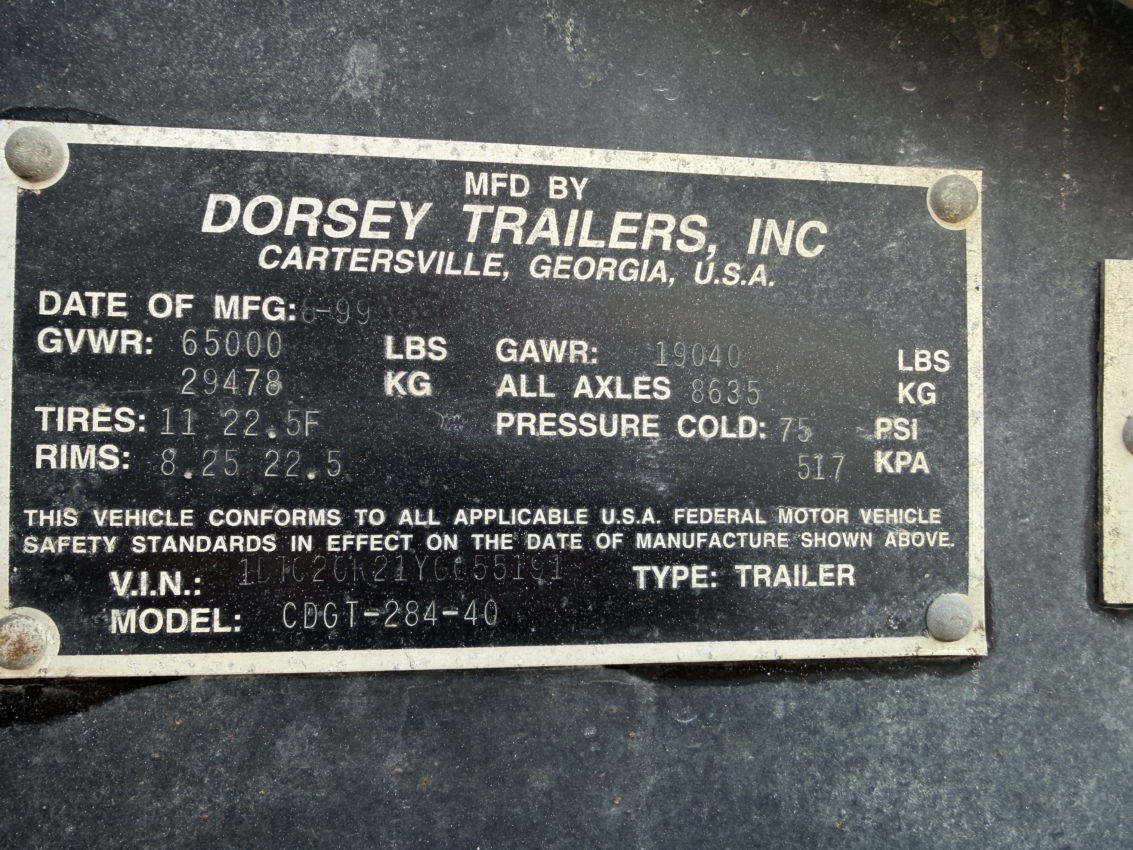 MFD BY
DORSEY TRAILERS, INC
CARTERSVILLE, GEORGIA, U.S.A.
DATE OF MFG: 8-99
GVWR: 65000 LBS GAWR: 19040 LBS
29478 KG ALL AXLES 8635 KG
TIRES: 11 22.5F PRESSURE COLD: 75 PSI
RIMS: 8.25 22.5 517 KPA
THIS VEHICLE CONFORMS TO ALL APPLICABLE U.S.A. FEDERAL MOTOR VEHICLE
SAFETY STANDARDS IN EFFECT ON THE DATE OF MANUFACTURE SHOWN ABOVE.
V.I.N.: TYPE: TRAILER
MODEL: CDGT-284-40